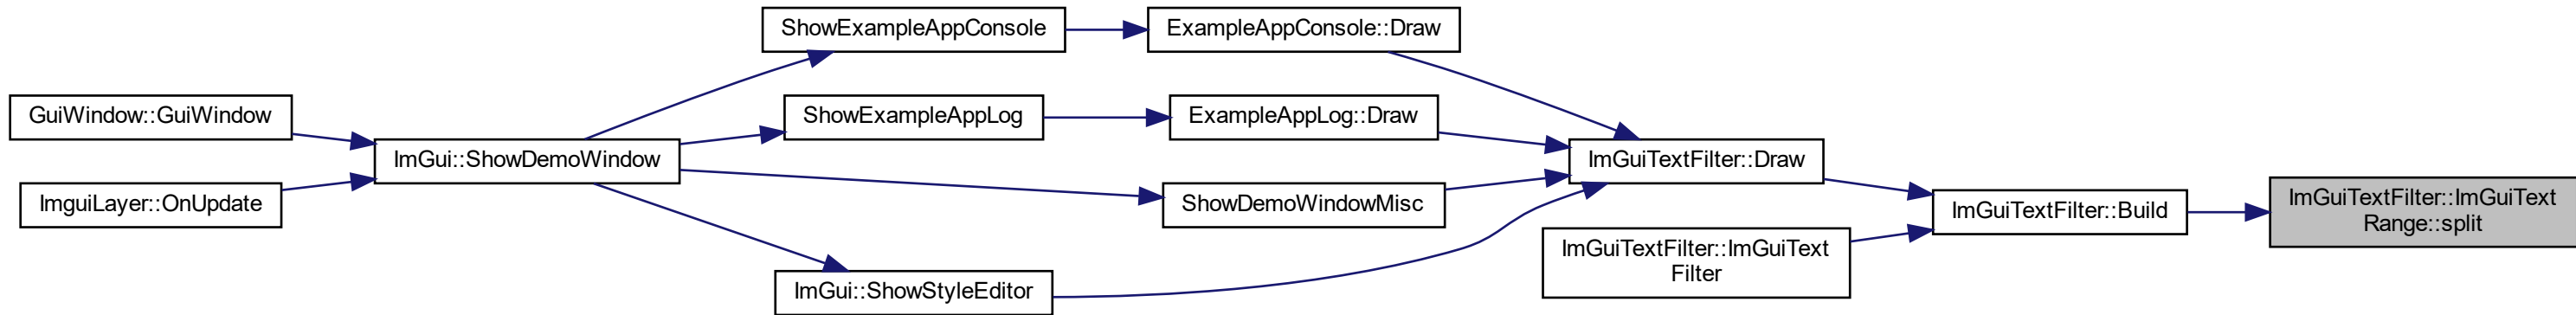 ShowExampleAppConsole
ExampleAppConsole::Draw
GuiWindow::GuiWindow
ShowExampleAppLog
ExampleAppLog::Draw
ImGui::ShowDemoWindow
ImGuiTextFilter::Draw
ImguiLayer::OnUpdate
ShowDemoWindowMisc
ImGuiTextFilter::Build
ImGuiTextFilter::ImGuiText
Range::split
ImGuiTextFilter::ImGuiText
Filter
ImGui::ShowStyleEditor